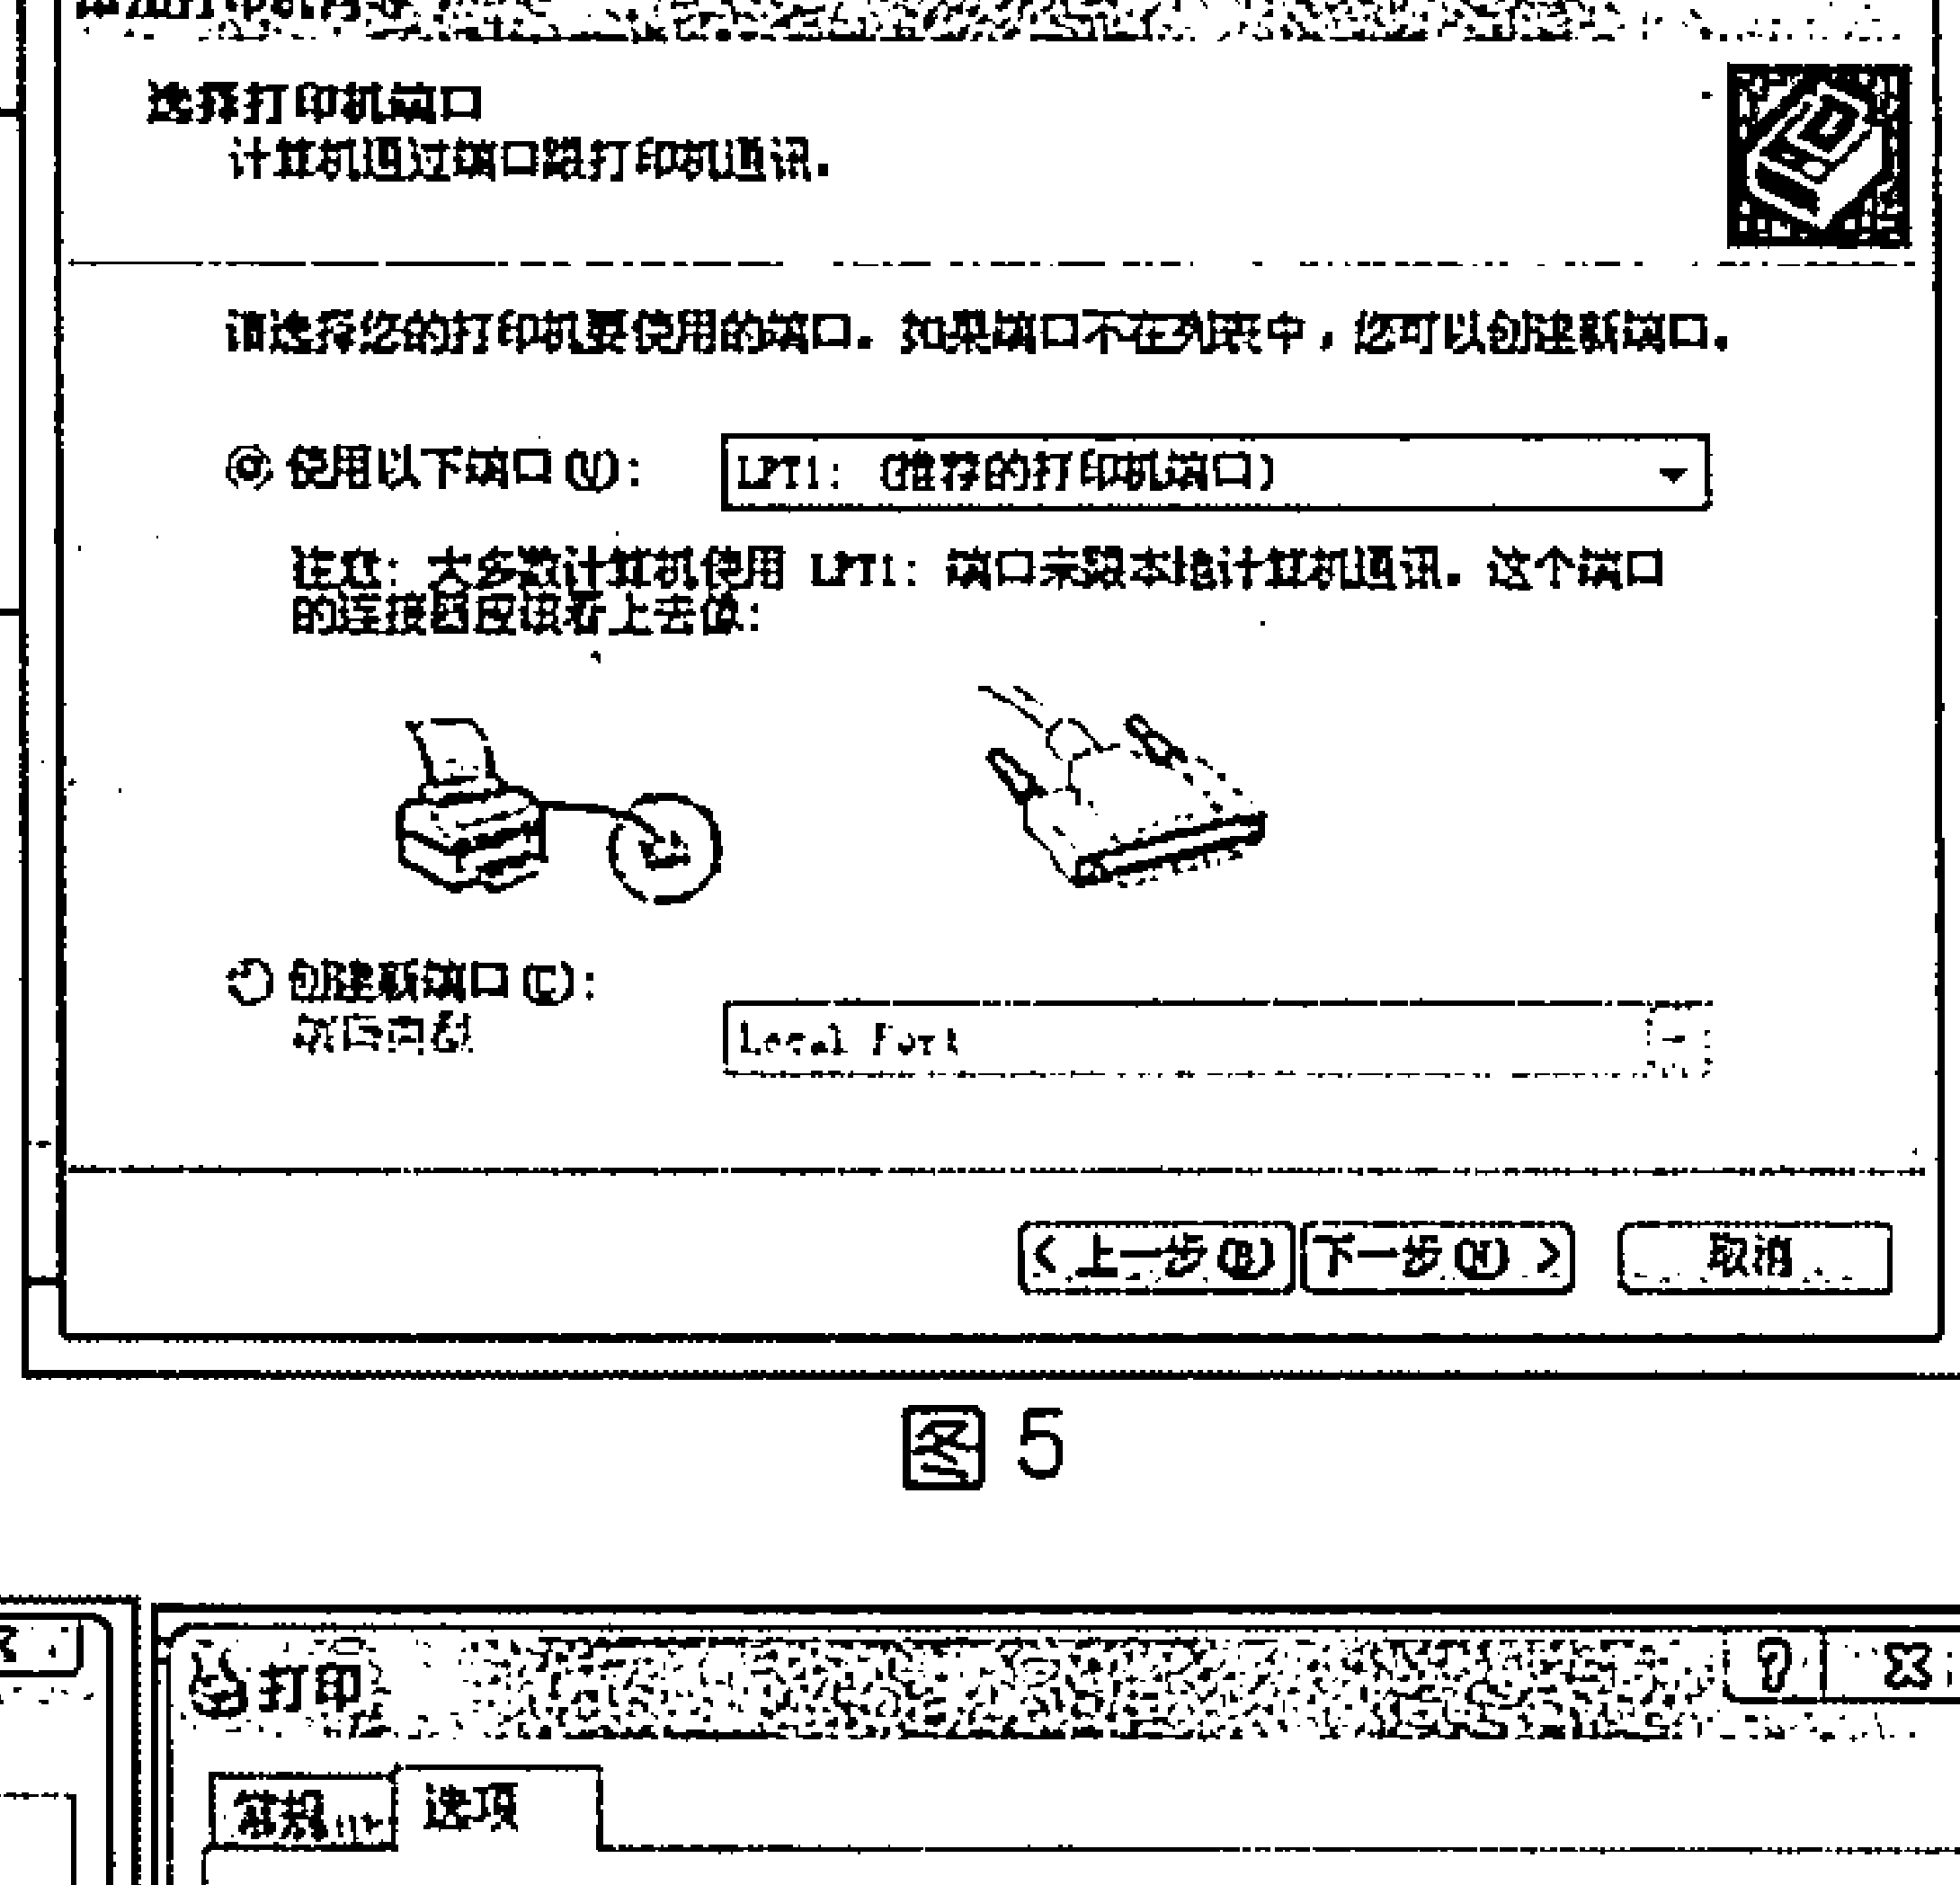 选择打印机端口
计算机通过端口跟打印机通讯。
请选择您的打印机要使用的端口。如果端口不在列表中，您可以创建新端口。
使用以下端口(U):
LPT1: (推荐的打印机端口)
注意: 大多数计算机使用 LPT1: 端口来跟本地计算机通讯。这个端口
的连接器应该看上去像:
创建新端口(C):
端口类型
Local Port
< 上一步(B)
下一步(N) >
取消
图 5
打印
常规
选项